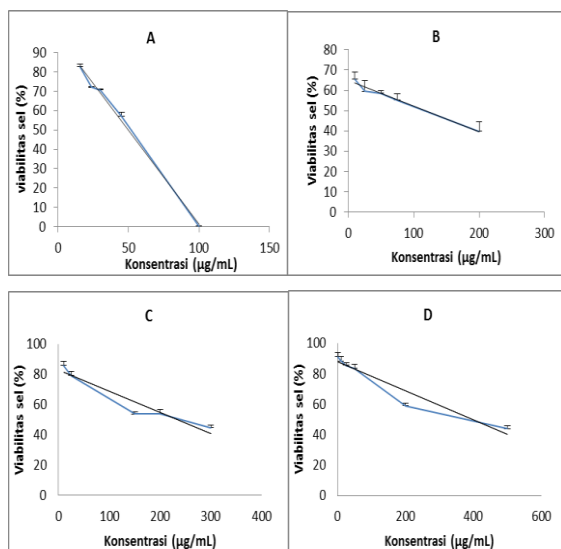 A
viabilitas sel (%)
90
80
70
60
50
40
30
20
10
0
0 50 100 150
Konsentrasi (µg/mL)
B
Viabilitas sel (%)
80
70
60
50
40
30
20
10
0
0 100 200 300
Konsentrasi (µg/mL)
C
Viabilitas sel (%)
100
80
60
40
20
0
0 100 200 300 400
Konsentrasi (µg/mL)
D
Viabilitas sel (%)
100
80
60
40
20
0
0 200 400 600
Konsentrasi (µg/mL)